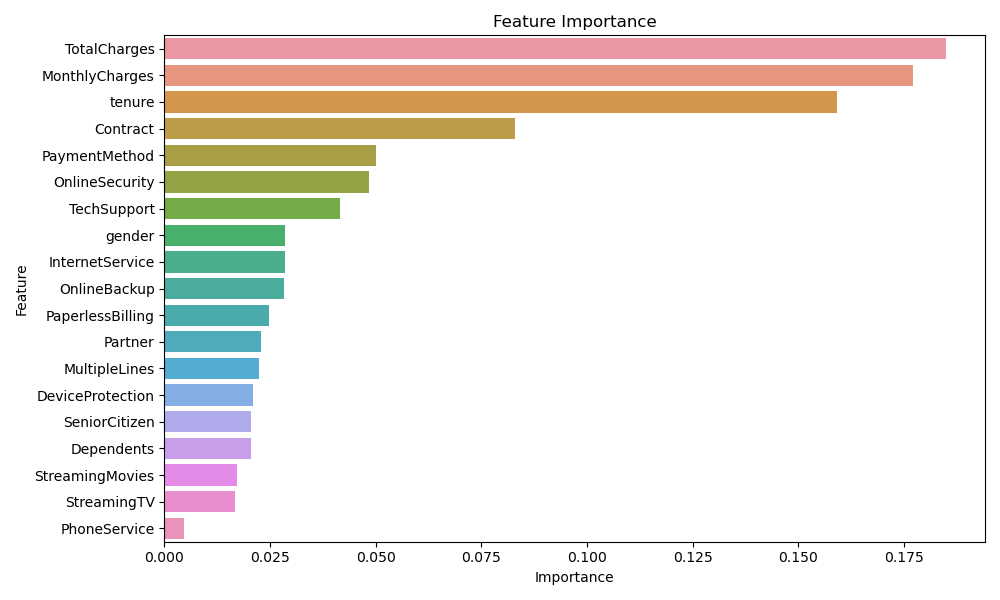 Feature Importance
Feature
TotalCharges
MonthlyCharges
tenure
Contract
PaymentMethod
OnlineSecurity
TechSupport
gender
InternetService
OnlineBackup
PaperlessBilling
Partner
MultipleLines
DeviceProtection
SeniorCitizen
Dependents
StreamingMovies
StreamingTV
PhoneService
0.000 0.025 0.050 0.075 0.100 0.125 0.150 0.175
Importance